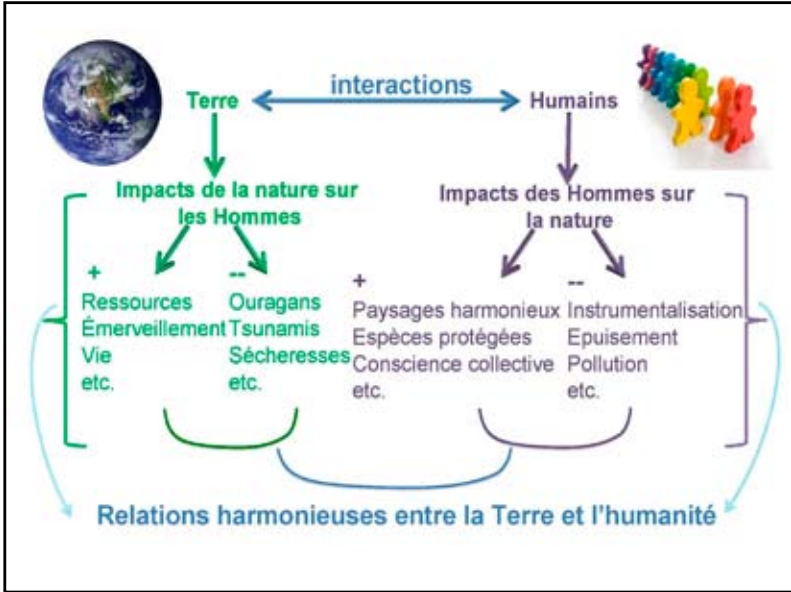 interactions
Terre
Humains
Impacts de la nature sur
les Hommes
Impacts des Hommes sur
la nature
+
Ressources
Émerveillement
Vie
etc.
--
Ouragans
Tsunamis
Sécheresses
etc.
+
Paysages harmonieux
Espèces protégées
Conscience collective
etc.
--
Instrumentalisation
Epuisement
Pollution
etc.
Relations harmonieuses entre la Terre et l'humanité